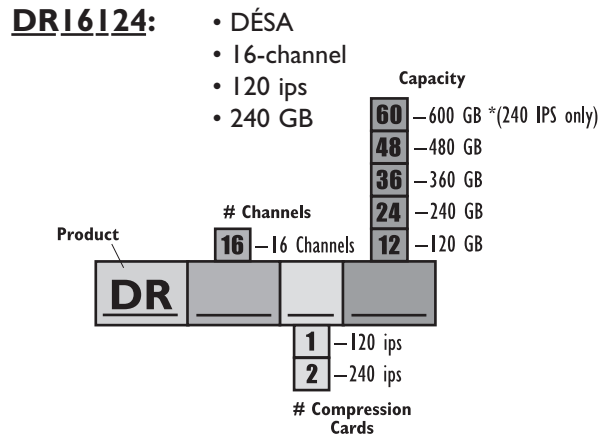 DR16124:
• DÉSA
• 16-channel
• 120 ips
• 240 GB
Capacity
60 –600 GB *(240 IPS only)
48 –480 GB
36 –360 GB
24 –240 GB
# Channels
Product
16 –16 Channels
12 –120 GB
DR
1 –120 ips
2 –240 ips
# Compression
Cards